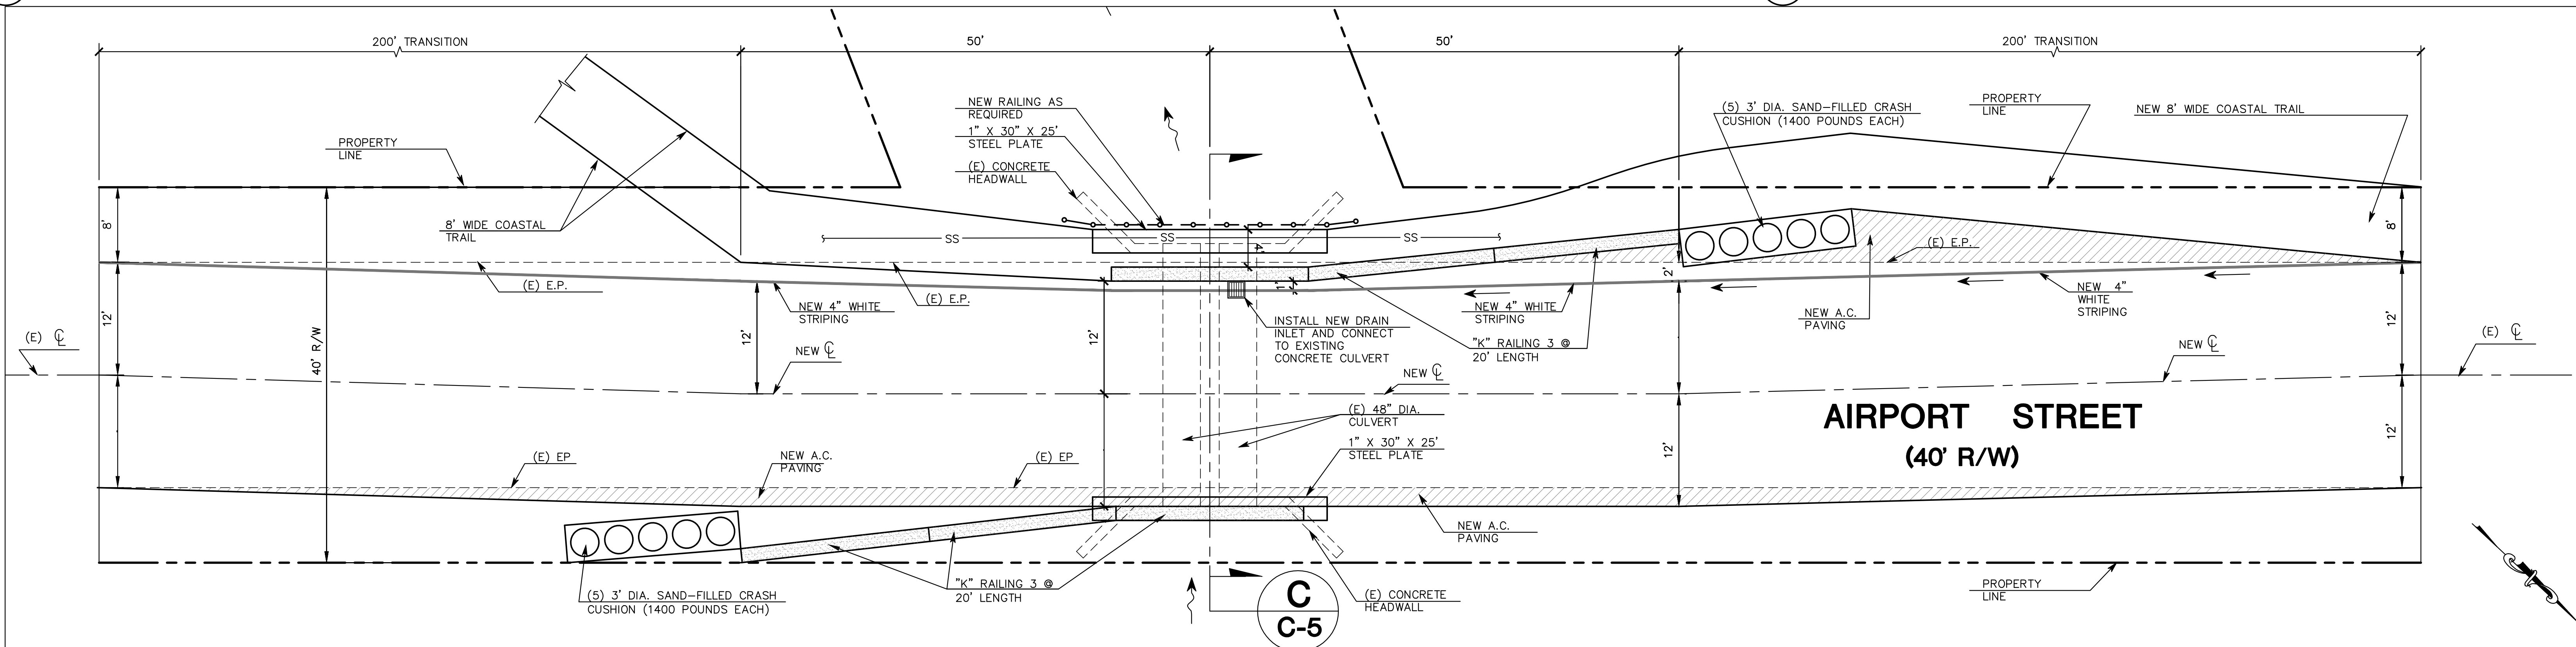 200' TRANSITION
50'
50'
200' TRANSITION
NEW RAILING AS
REQUIRED
1" X 30" X 25'
STEEL PLATE
(E) CONCRETE
HEADWALL
(5) 3' DIA. SAND-FILLED CRASH
CUSHION (1400 POUNDS EACH)
PROPERTY
LINE
NEW 8' WIDE COASTAL TRAIL
PROPERTY
LINE
8' WIDE COASTAL
TRAIL
8'
SS
SS
SS
4'
8'
(E) E.P.
(E) E.P.
(E) E.P.
2'
1'
NEW 4" WHITE
STRIPING
NEW 4" WHITE
STRIPING
NEW 4"
WHITE
STRIPING
NEW A.C.
PAVING
INSTALL NEW DRAIN
INLET AND CONNECT
TO EXISTING
CONCRETE CULVERT
"K" RAILING 3 @
20' LENGTH
12'
40' R/W
12'
12'
12'
(E) ℄
NEW ℄
NEW ℄
NEW ℄
(E) ℄
(E) 48" DIA.
CULVERT
1" X 30" X 25'
STEEL PLATE
AIRPORT STREET
(40' R/W)
12'
12'
(E) EP
NEW A.C.
PAVING
(E) EP
NEW A.C.
PAVING
(5) 3' DIA. SAND-FILLED CRASH
CUSHION (1400 POUNDS EACH)
"K" RAILING 3 @
20' LENGTH
(E) CONCRETE
HEADWALL
PROPERTY
LINE
C
C-5